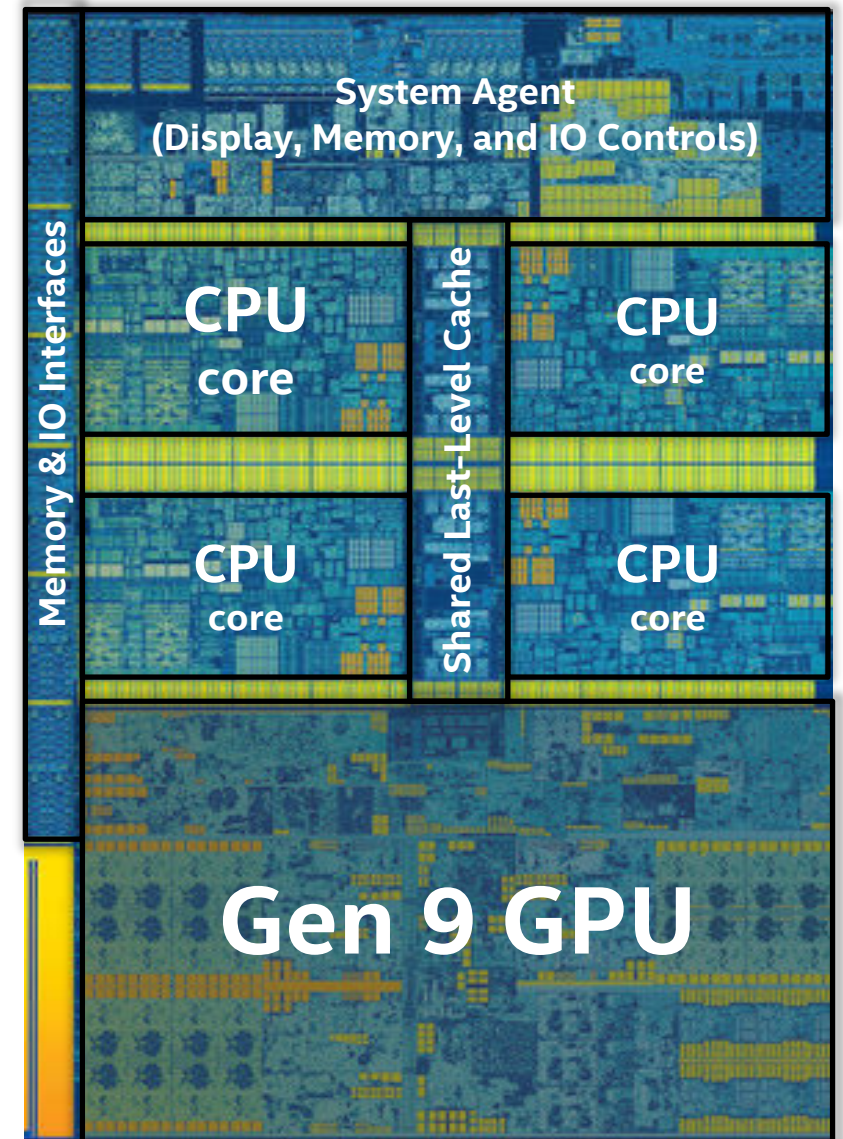 System Agent
(Display, Memory, and IO Controls)
Memory & IO Interfaces
CPU
core
Shared Last-Level Cache
CPU
core
CPU
core
CPU
core
Gen 9 GPU